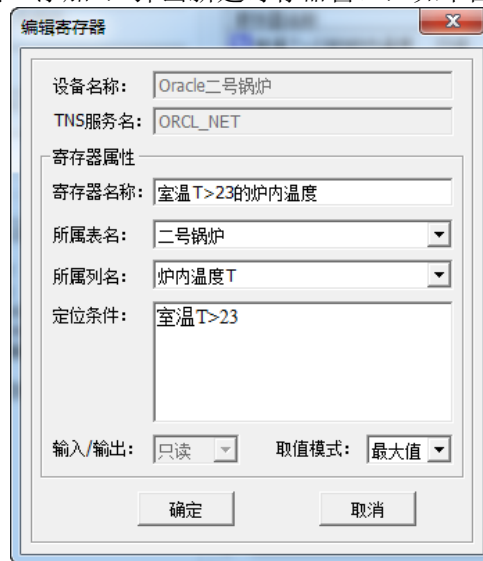 编辑寄存器
设备名称： Oracle二号锅炉
TNS服务名： ORCL_NET
寄存器属性
寄存器名称： 室温T>23的炉内温度
所属表名： 二号锅炉
所属列名： 炉内温度T
定位条件： 室温T>23
输入/输出： 只读 取值模式： 最大值
确定 取消